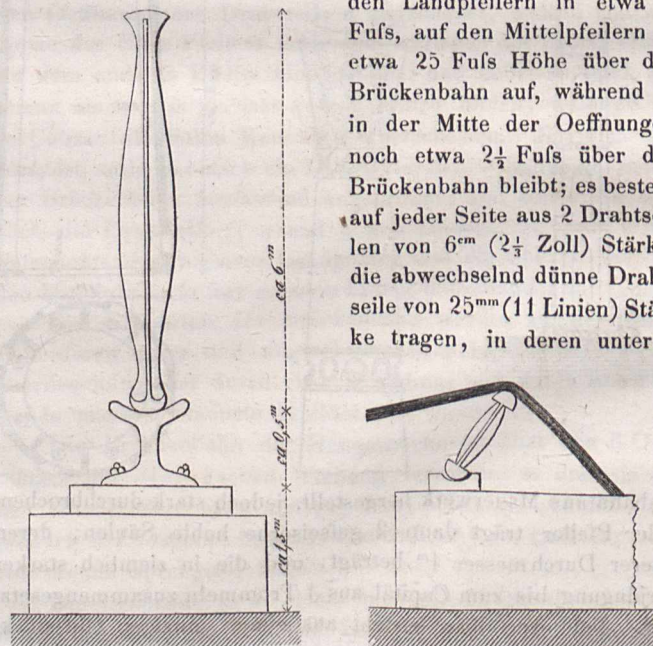 den Landpfeilern in etwa
Fuſs, auf den Mittelpfeilern
etwa 25 Fuſs Höhe über d
Brückenbahn auf, während
in der Mitte der Oeffnung
noch etwa 2½ Fuſs über d
Brückenbahn bleibt; es beste
auf jeder Seite aus 2 Drahts
len von 6cm (2⅓ Zoll) Stärk
die abwechselnd dünne Drah
seile von 25mm (11 Linien) Stä
ke tragen, in deren unter
ca 6m
ca 0,5m
ca 1,5m